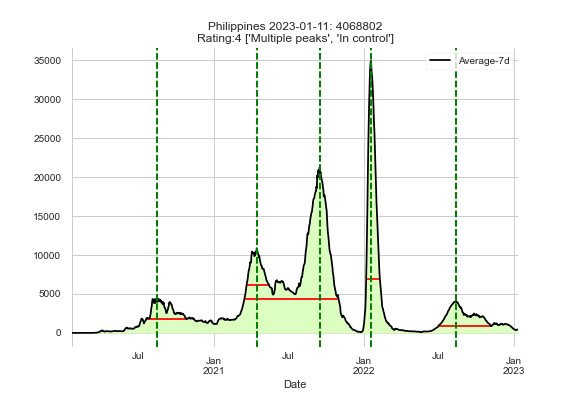 Philippines 2023-01-11: 4068802
Rating:4 ['Multiple peaks', 'In control']
Average-7d
35000
30000
25000
20000
15000
10000
5000
0
Jul
Jan
2021
Jul
Jan
2022
Jul
Jan
2023
Date